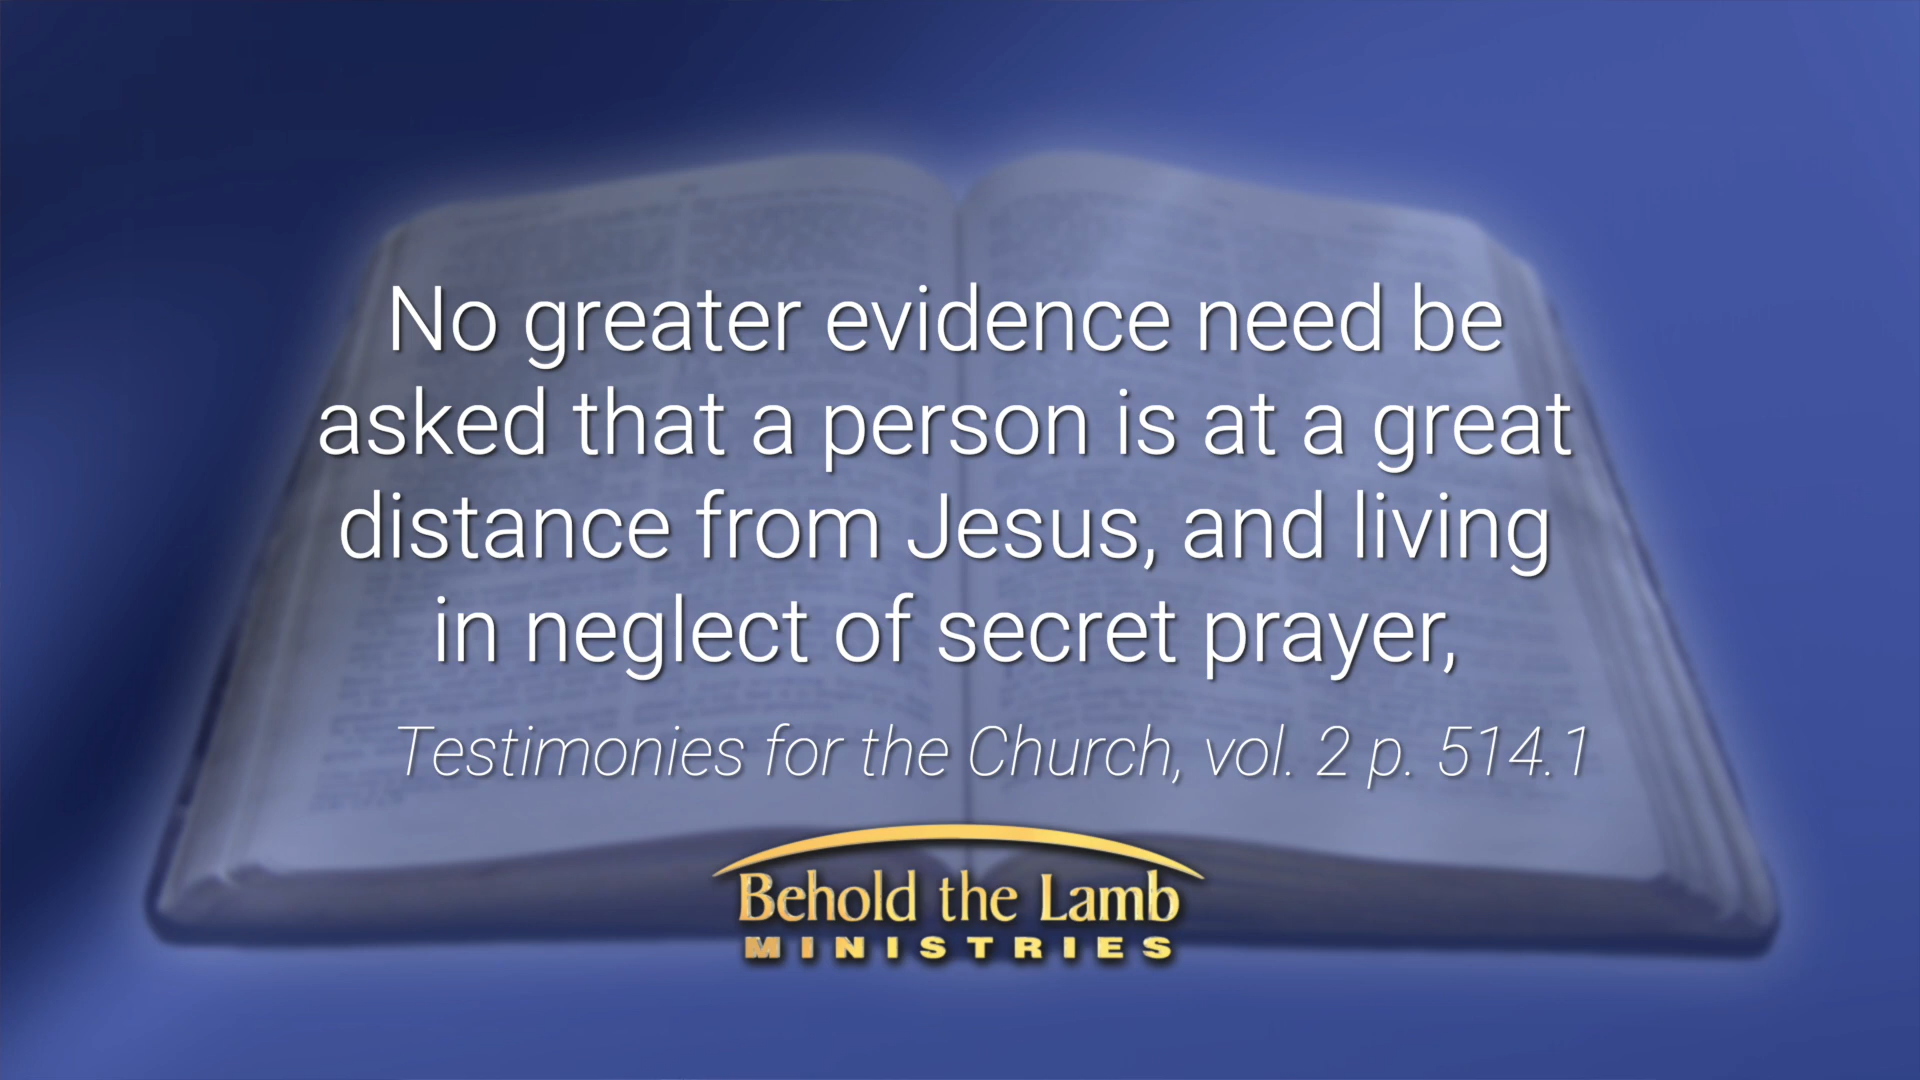 No greater evidence need be
asked that a person is at a great
distance from Jesus, and living
in neglect of secret prayer,
Testimonies for the Church, vol. 2 p. 514.1
Behold the Lamb
MINISTRIES